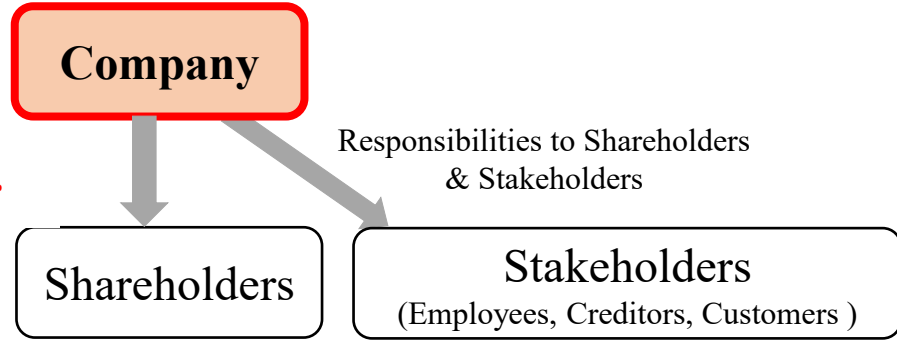 Company
Responsibilities to Shareholders
& Stakeholders
Shareholders
Stakeholders
(Employees, Creditors, Customers )